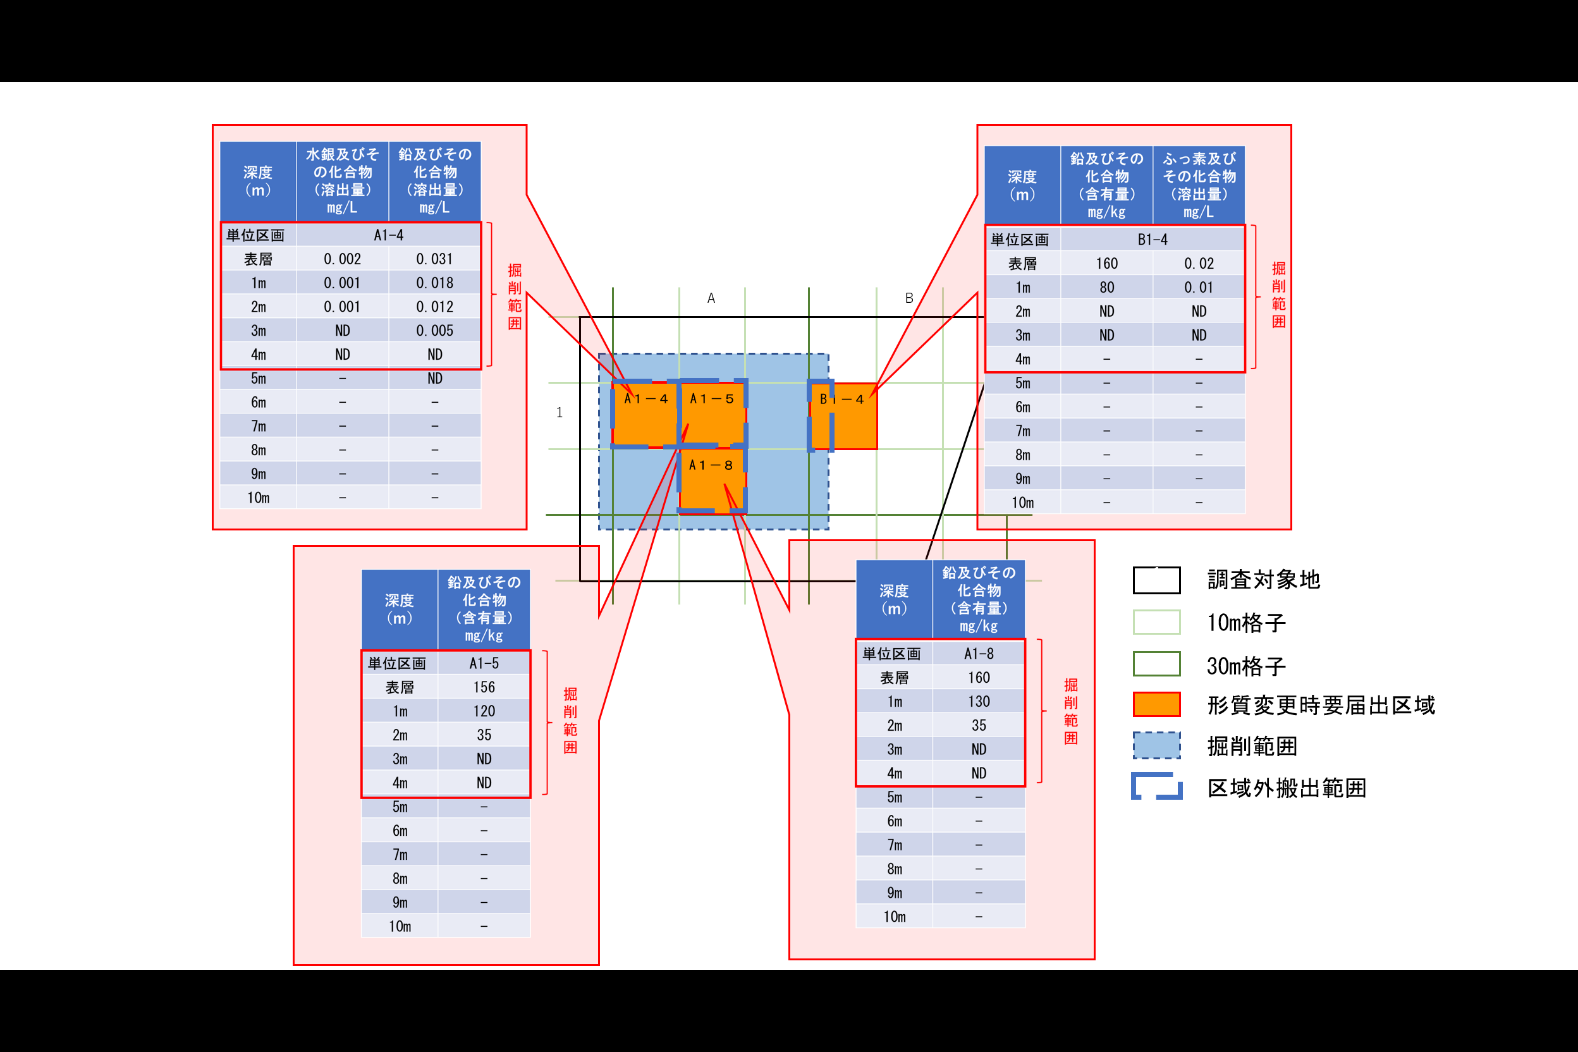 深度
(m)
水銀及びそ
の化合物
(溶出量)
mg/L
鉛及びその
化合物
(溶出量)
mg/L
単位区画 A1-4
表層 0.002 0.031
1m 0.001 0.018
2m 0.001 0.012
3m ND 0.005
4m ND ND
5m - ND
6m - -
7m - -
8m - -
9m - -
10m - -
掘
削
範
囲
深度
(m)
鉛及びその
化合物
(含有量)
mg/kg
ふっ素及び
その化合物
(溶出量)
mg/L
単位区画 B1-4
表層 160 0.02
1m 80 0.01
2m ND ND
3m ND ND
4m - -
5m - -
6m - -
7m - -
8m - -
9m - -
10m - -
掘
削
範
囲
A B
1
A1-4 A1-5 B1-4
A1-8
深度
(m)
鉛及びその
化合物
(含有量)
mg/kg
単位区画 A1-5
表層 156
1m 120
2m 35
3m ND
4m ND
5m -
6m -
7m -
8m -
9m -
10m -
掘
削
範
囲
深度
(m)
鉛及びその
化合物
(含有量)
mg/kg
単位区画 A1-8
表層 160
1m 130
2m 35
3m ND
4m ND
5m -
6m -
7m -
8m -
9m -
10m -
掘
削
範
囲
調査対象地
10m格子
30m格子
形質変更時要届出区域
掘削範囲
区域外搬出範囲